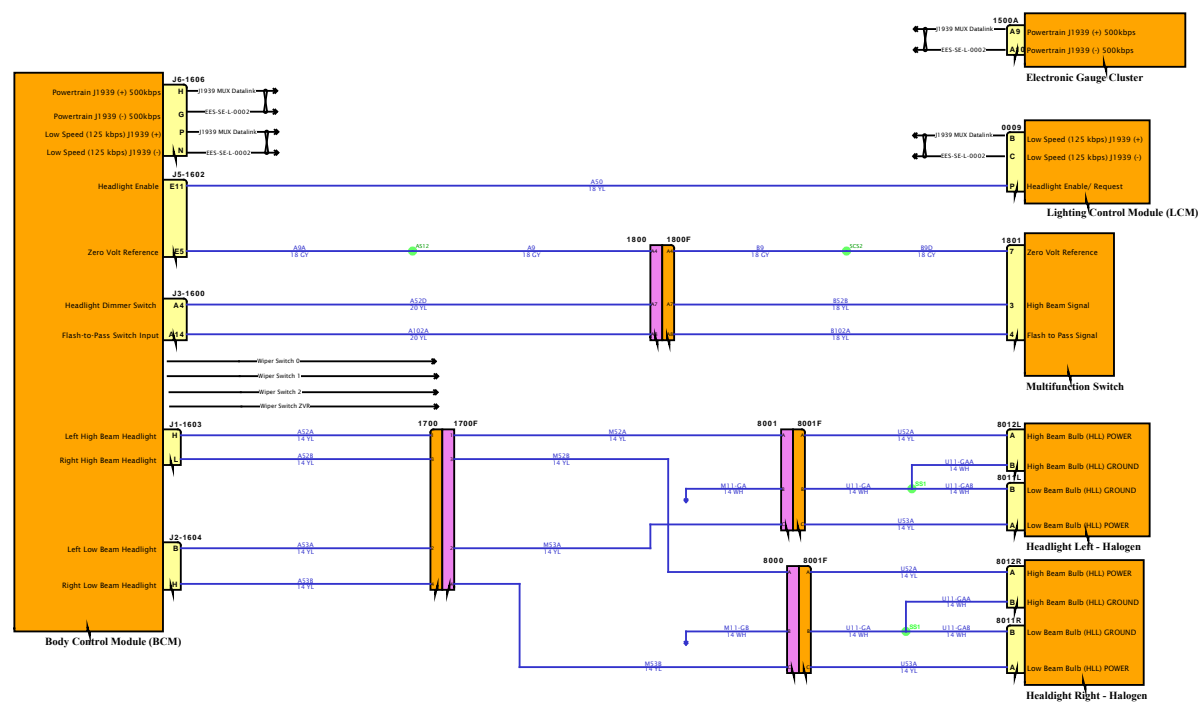 1500A
A9
Powertrain J1939 (+) 500kbps
J1939 MUX Datalink
Powertrain J1939 (-) 500kbps
EES-SE-L-0002
Electronic Gauge Cluster
J6-1606
Powertrain J1939 (+) 500kbps
H
J1939 MUX Datalink
Powertrain J1939 (-) 500kbps
G
EES-SE-L-0002
Low Speed (125 kbps) J1939 (+)
P
J1939 MUX Datalink
Low Speed (125 kbps) J1939 (-)
N
EES-SE-L-0002
0009
J1939 MUX Datalink
B
Low Speed (125 kbps) J1939 (+)
EES-SE-L-0002
C
Low Speed (125 kbps) J1939 (-)
J5-1602
Headlight Enable
E11
A50
18 YL
P
Headlight Enable/ Request
Lighting Control Module (LCM)
Zero Volt Reference
E5
A9A
18 GY
AS12
A9
18 GY
1800
1800F
A4
A4
B9
18 GY
SCS2
B9D
18 GY
1801
7
Zero Volt Reference
J3-1600
Headlight Dimmer Switch
A4
A52D
20 YL
A7
A7
B52B
18 YL
3
High Beam Signal
Flash-to-Pass Switch Input
A14
A102A
20 YL
B102A
18 YL
4
Flash to Pass Signal
Multifunction Switch
Wiper Switch 0
Wiper Switch 1
Wiper Switch 2
Wiper Switch ZVR
J1-1603
Left High Beam Headlight
H
A52A
14 YL
1700
1700F
1
1
M52A
14 YL
8001
8001F
A
A
U52A
14 YL
8012L
A
High Beam Bulb (HLL) POWER
Right High Beam Headlight
L
A52B
14 YL
M52B
14 YL
U11-GAA
14 WH
B
High Beam Bulb (HLL) GROUND
8011L
M11-GA
14 WH
B
B
U11-GA
14 WH
BB1
U11-GAB
14 WH
B
Low Beam Bulb (HLL) GROUND
C
C
U53A
14 YL
A
Low Beam Bulb (HLL) POWER
Headlight Left - Halogen
J2-1604
Left Low Beam Headlight
B
A53A
14 YL
2
2
M53A
14 YL
Right Low Beam Headlight
H
A53B
14 YL
8000
8001F
A
A
U52A
14 YL
8012R
A
High Beam Bulb (HLL) POWER
U11-GAA
14 WH
B
High Beam Bulb (HLL) GROUND
8011R
M11-GB
14 WH
B
B
U11-GA
14 WH
BB1
U11-GAB
14 WH
B
Low Beam Bulb (HLL) GROUND
M53B
14 YL
C
C
U53A
14 YL
A
Low Beam Bulb (HLL) POWER
Body Control Module (BCM)
Healdight Right - Halogen